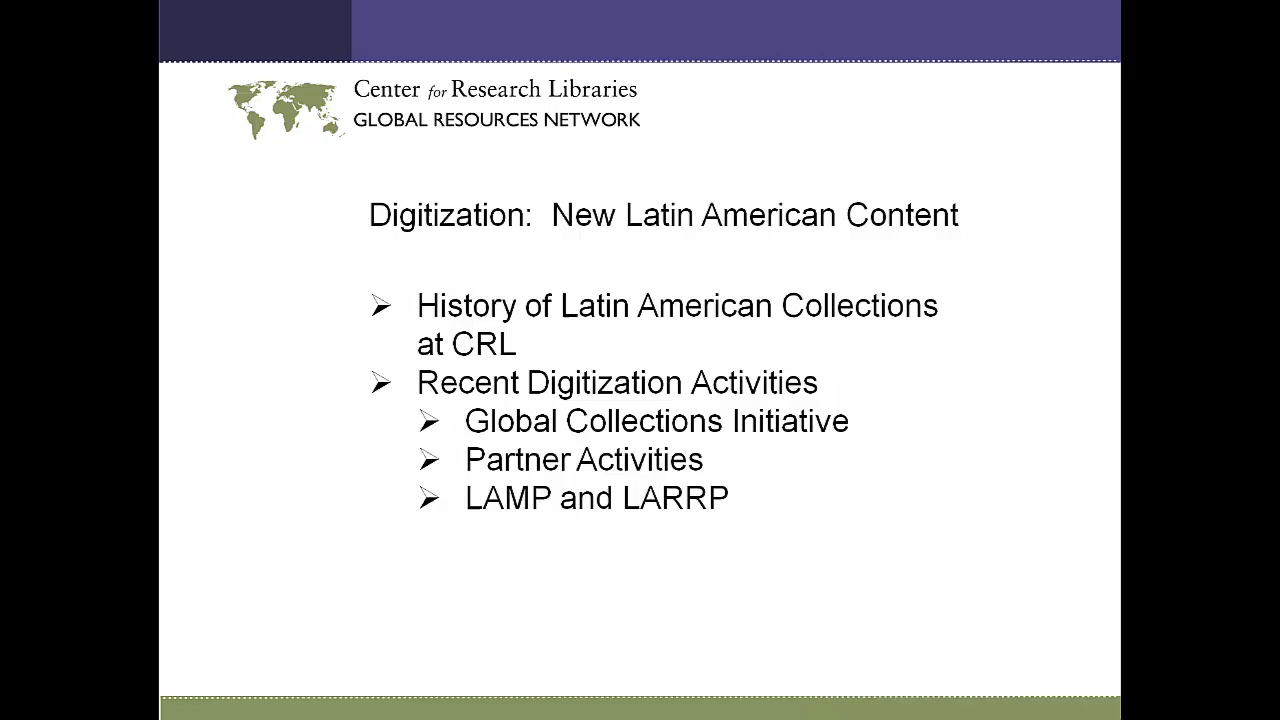 Center for Research Libraries
GLOBAL RESOURCES NETWORK
Digitization: New Latin American Content
History of Latin American Collections
at CRL
Recent Digitization Activities
Global Collections Initiative
Partner Activities
LAMP and LARRP